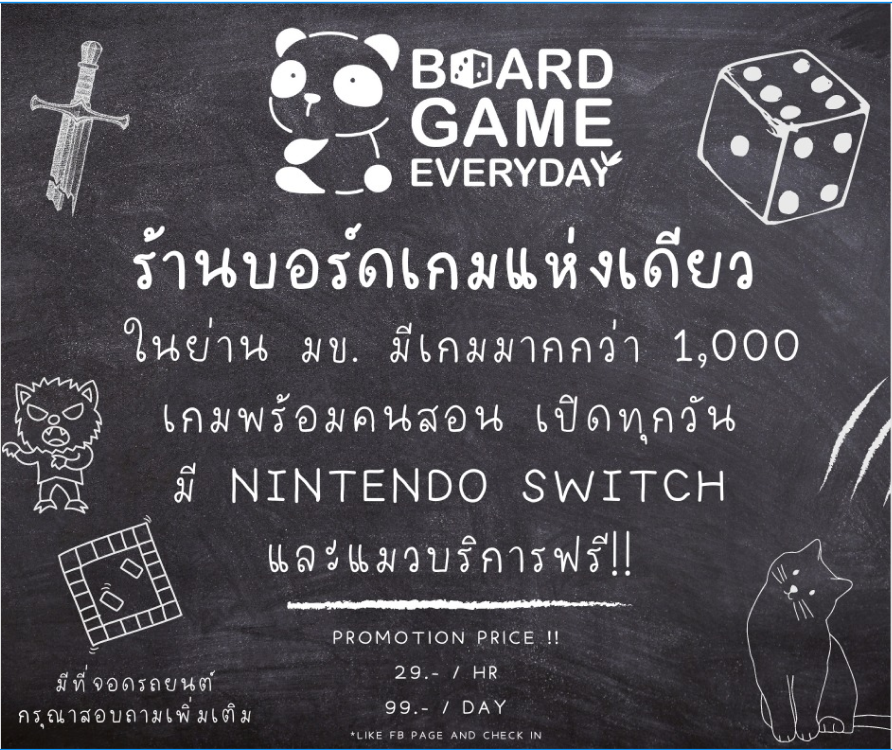 BOARD
GAME
EVERYDAY
ร้านบอร์ดเกมแห่งเดียว
ในย่าน มข. มีเกมมากกว่า 1,000
เกมพร้อมคนสอน เปิดทุกวัน
มี NINTENDO SWITCH
และแมวบริการฟรี!!
PROMOTION PRICE !!
29.- / HR
99.- / DAY
*LIKE FB PAGE AND CHECK IN
มีที่จอดรถยนต์
กรุณาสอบถามเพิ่มเติม